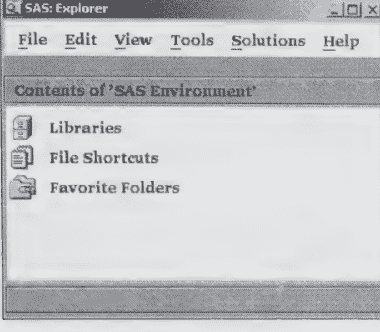 SAS: Explorer
File Edit View Tools Solutions Help
Contents of 'SAS Environment'
Libraries
File Shortcuts
Favorite Folders